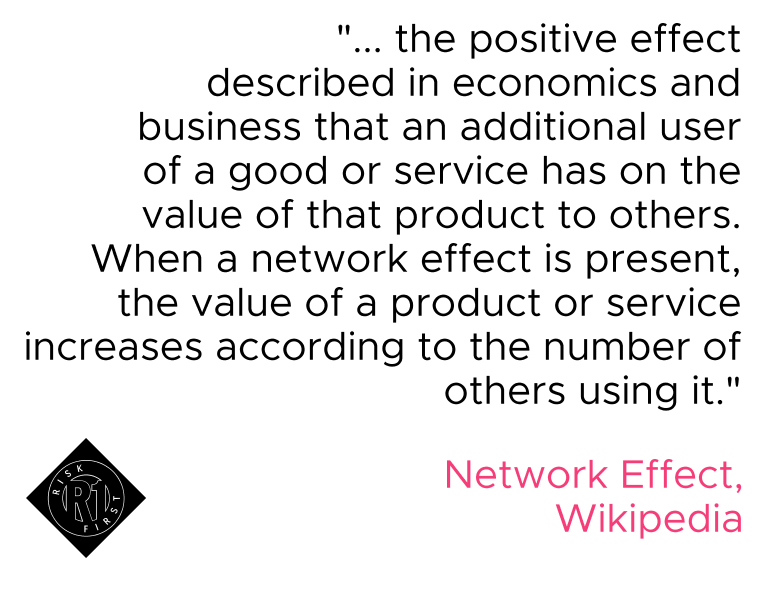 "... the positive effect
described in economics and
business that an additional user
of a good or service has on the
value of that product to others.
When a network effect is present,
the value of a product or service
increases according to the number of
others using it."
Network Effect,
Wikipedia
RISK
R1
FIRST